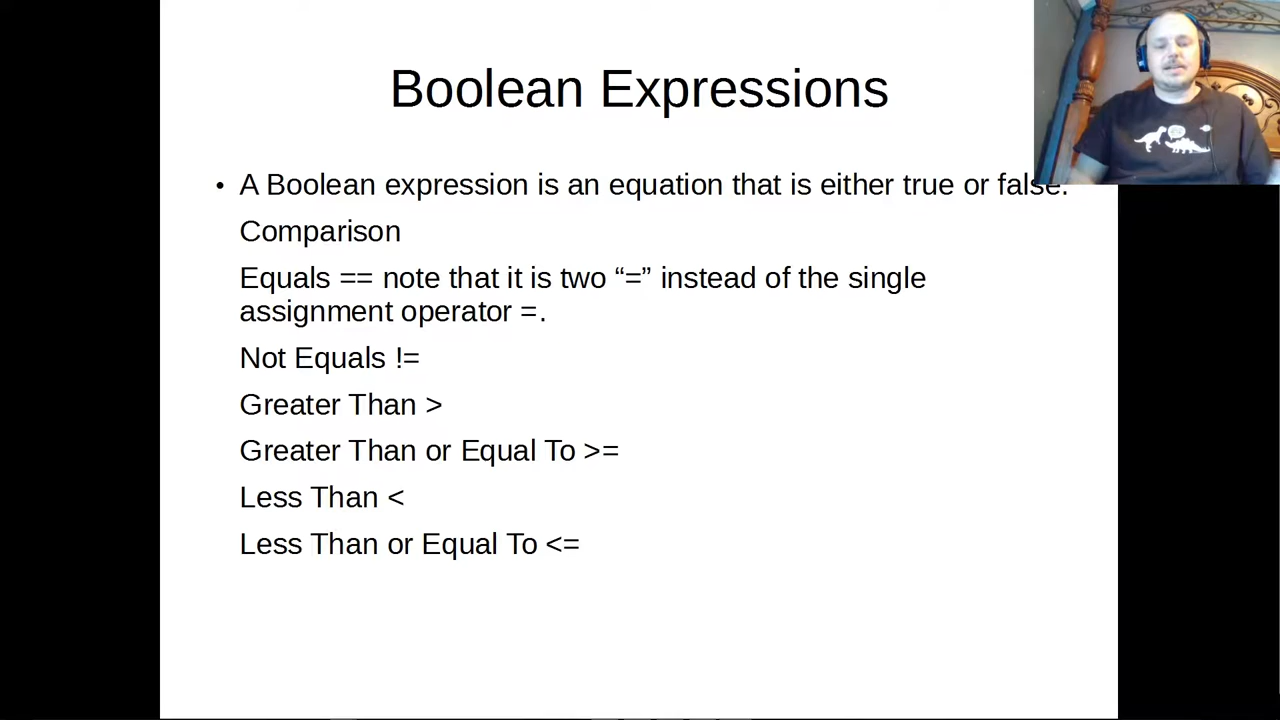 Boolean Expressions
• A Boolean expression is an equation that is either true or false.
Comparison
Equals == note that it is two “=” instead of the single
assignment operator =.
Not Equals !=
Greater Than >
Greater Than or Equal To >=
Less Than <
Less Than or Equal To <=